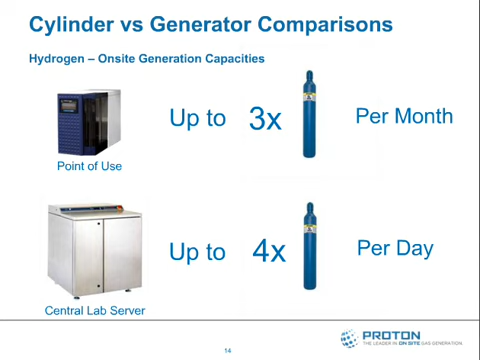 Cylinder vs Generator Comparisons
Hydrogen – Onsite Generation Capacities
Up to 3x Per Month
Point of Use
Up to 4x Per Day
Central Lab Server
14
PROTON
THE LEADER IN ON SITE GAS GENERATION.